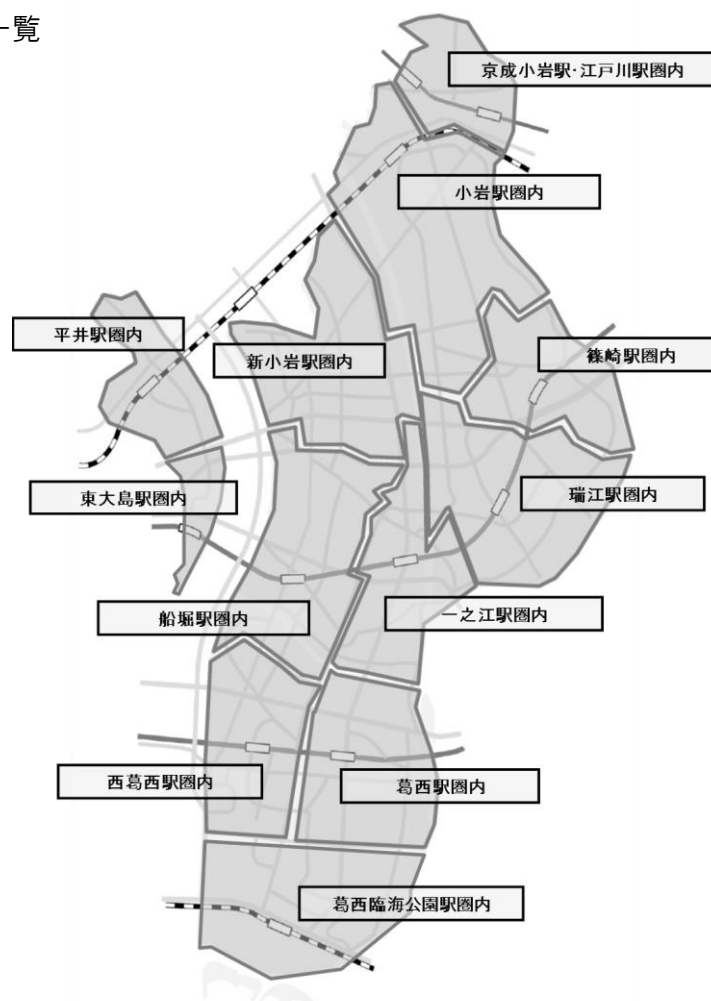 一覧
京成小岩駅・江戸川駅圏内
小岩駅圏内
平井駅圏内
新小岩駅圏内
篠崎駅圏内
東大島駅圏内
瑞江駅圏内
船堀駅圏内
一之江駅圏内
西葛西駅圏内
葛西駅圏内
葛西臨海公園駅圏内